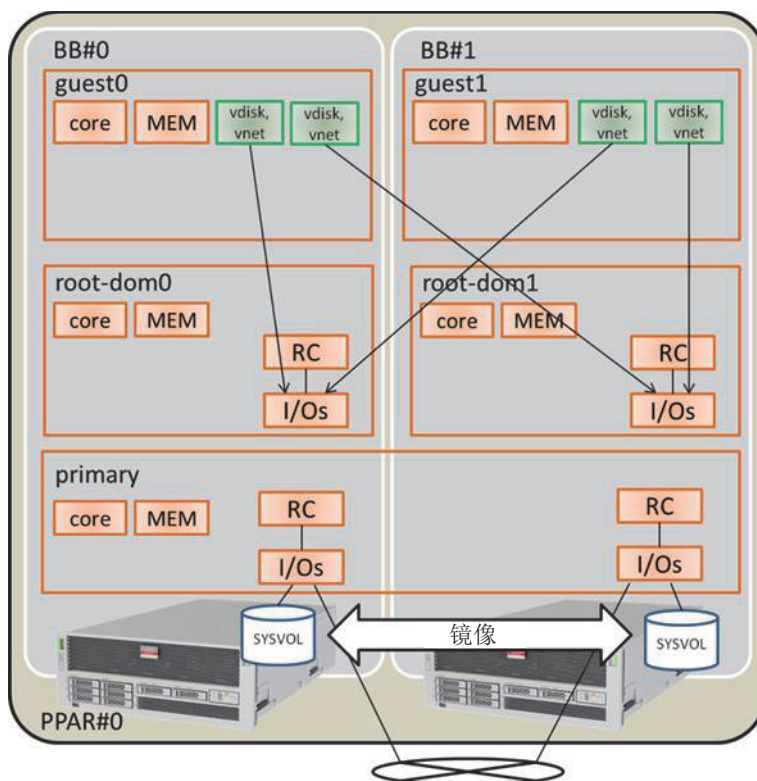 BB#0
BB#1
guest0
guest1
core
MEM
vdisk,
vnet
vdisk,
vnet
core
MEM
vdisk,
vnet
vdisk,
vnet
root-dom0
root-dom1
core
MEM
core
MEM
RC
RC
I/Os
I/Os
primary
core
MEM
RC
RC
I/Os
I/Os
SYSVOL
镜像
SYSVOL
PPAR#0